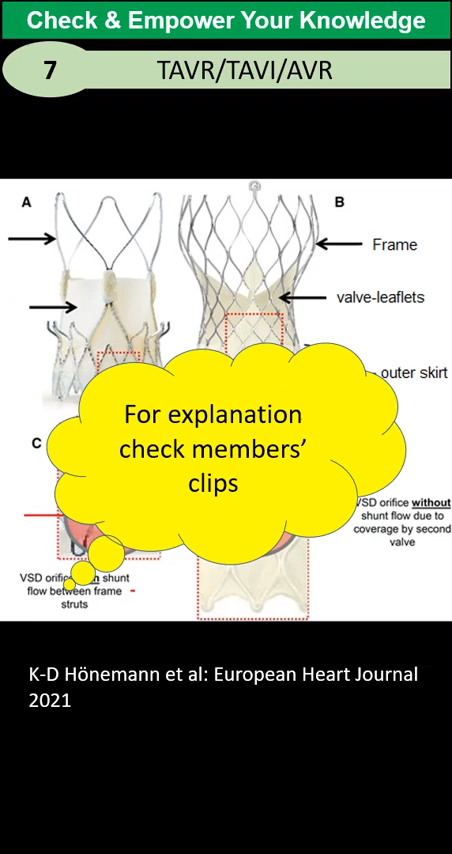 Check & Empower Your Knowledge
7 TAVR/TAVI/AVR
A
B
Frame
valve-leaflets
outer skirt
For explanation
check members’
clips
C
VSD orifice without
shunt flow due to
coverage by second
valve
VSD orifice shunt
flow between frame
struts
K-D Hönemann et al: European Heart Journal
2021